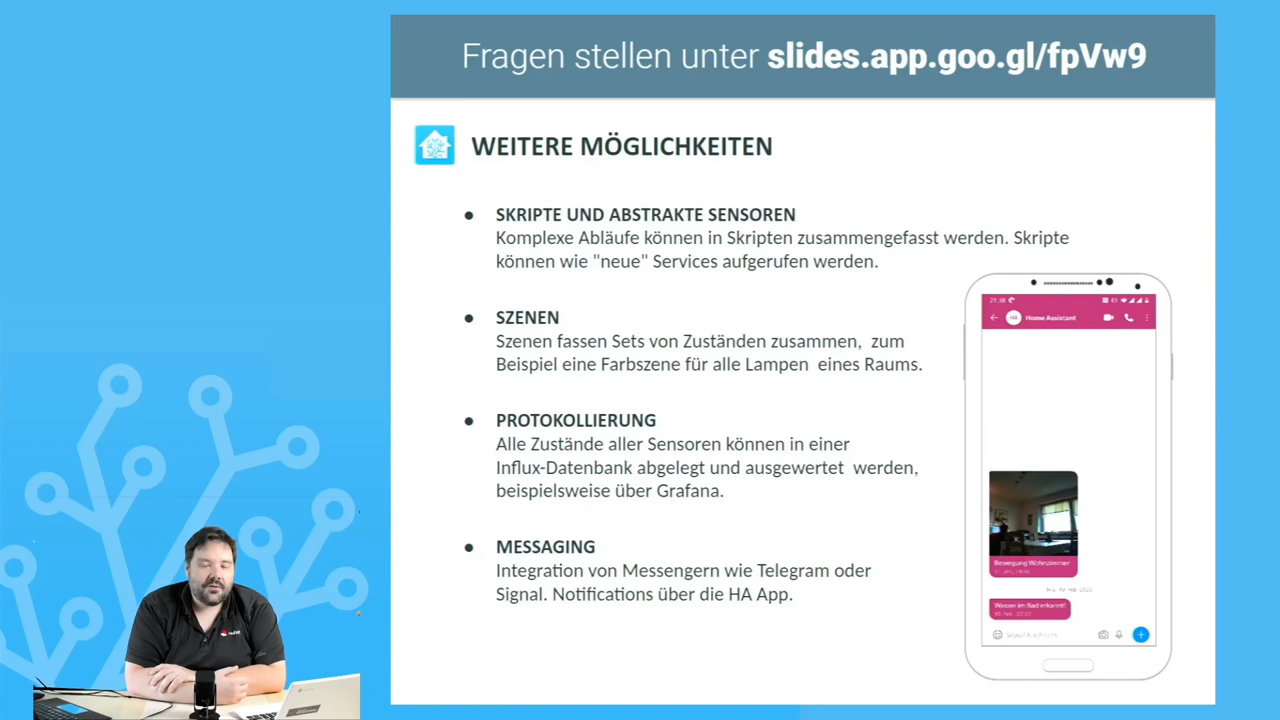 Fragen stellen unter slides.app.goo.gl/fpVw9
WEITERE MÖGLICHKEITEN
● SKRIPTE UND ABSTRAKTE SENSOREN
Komplexe Abläufe können in Skripten zusammengefasst werden. Skripte
können wie "neue" Services aufgerufen werden.
● SZENEN
Szenen fassen Sets von Zuständen zusammen, zum
Beispiel eine Farbszene für alle Lampen eines Raums.
● PROTOKOLLIERUNG
Alle Zustände aller Sensoren können in einer
Influx-Datenbank abgelegt und ausgewertet werden,
beispielsweise über Grafana.
● MESSAGING
Integration von Messengern wie Telegram oder
Signal. Notifications über die HA App.
21:38
HA Home Assistant
Bewegung Wohnzimmer
Wasser im Bad erkannt!